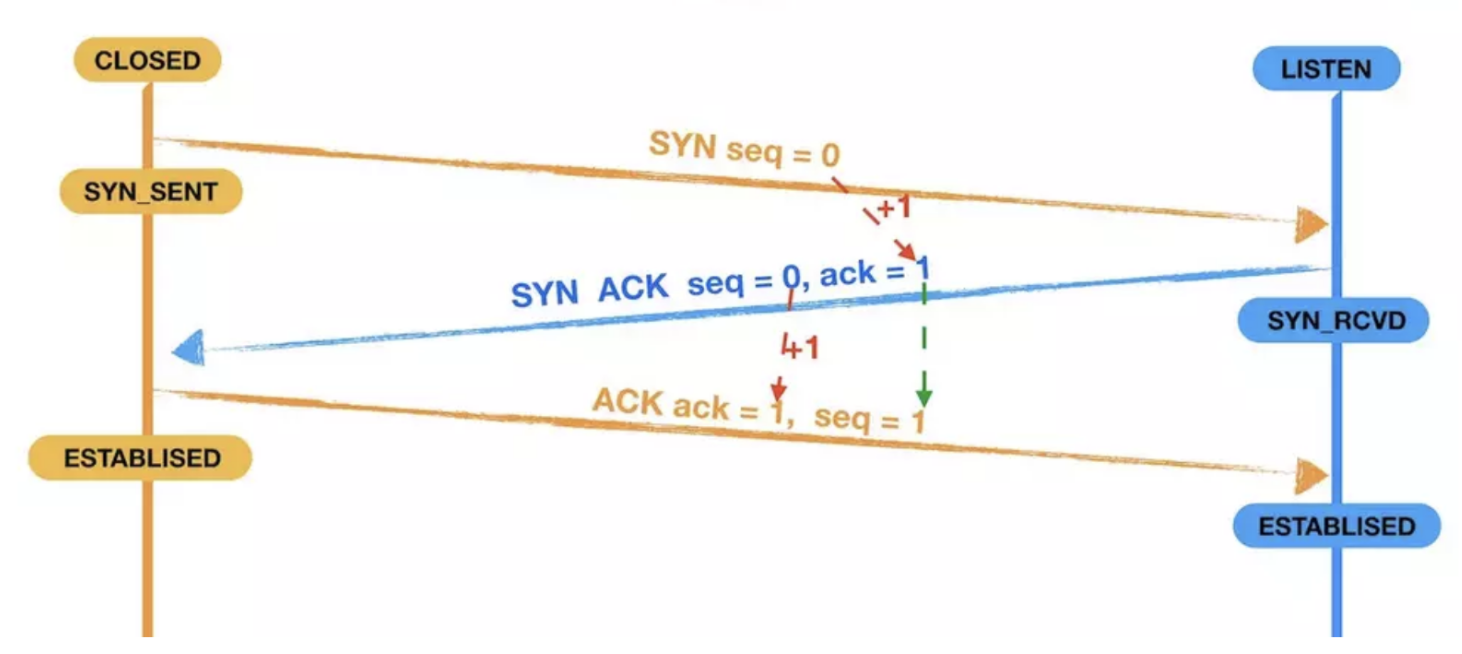 CLOSED
LISTEN
SYN seq = 0
SYN_SENT
+1
SYN ACK seq = 0, ack = 1
SYN_RCVD
+1
ACK ack = 1, seq = 1
ESTABLISED
ESTABLISED